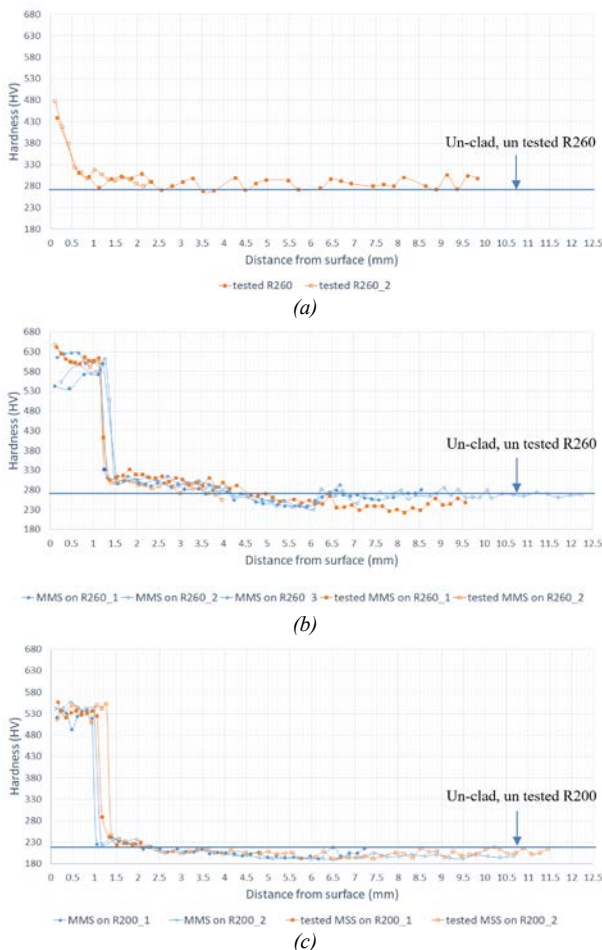 680
630
580
530
480
430
380
330
280
230
180
Hardness (HV)
Un-clad, un tested R260
0 0.5 1 1.5 2 2.5 3 3.5 4 4.5 5 5.5 6 6.5 7 7.5 8 8.5 9 9.5 10 10.5 11 11.5 12 12.5
Distance from surface (mm)
tested R260 tested R260_2
(a)
680
630
580
530
480
430
380
330
280
230
180
Hardness (HV)
Un-clad, un tested R260
0 0.5 1 1.5 2 2.5 3 3.5 4 4.5 5 5.5 6 6.5 7 7.5 8 8.5 9 9.5 10 10.5 11 11.5 12 12.5
Distance from surface (mm)
MMS on R260_1 MMS on R260_2 MMS on R260_3 tested MMS on R260_1 tested MMS on R260_2
(b)
680
630
580
530
480
430
380
330
280
230
180
Hardness (HV)
Un-clad, un tested R200
0 0.5 1 1.5 2 2.5 3 3.5 4 4.5 5 5.5 6 6.5 7 7.5 8 8.5 9 9.5 10 10.5 11 11.5 12 12.5
Distance from surface (mm)
MMS on R200_1 MMS on R200_2 tested MSS on R200_1 tested MSS on R200_2
(c)